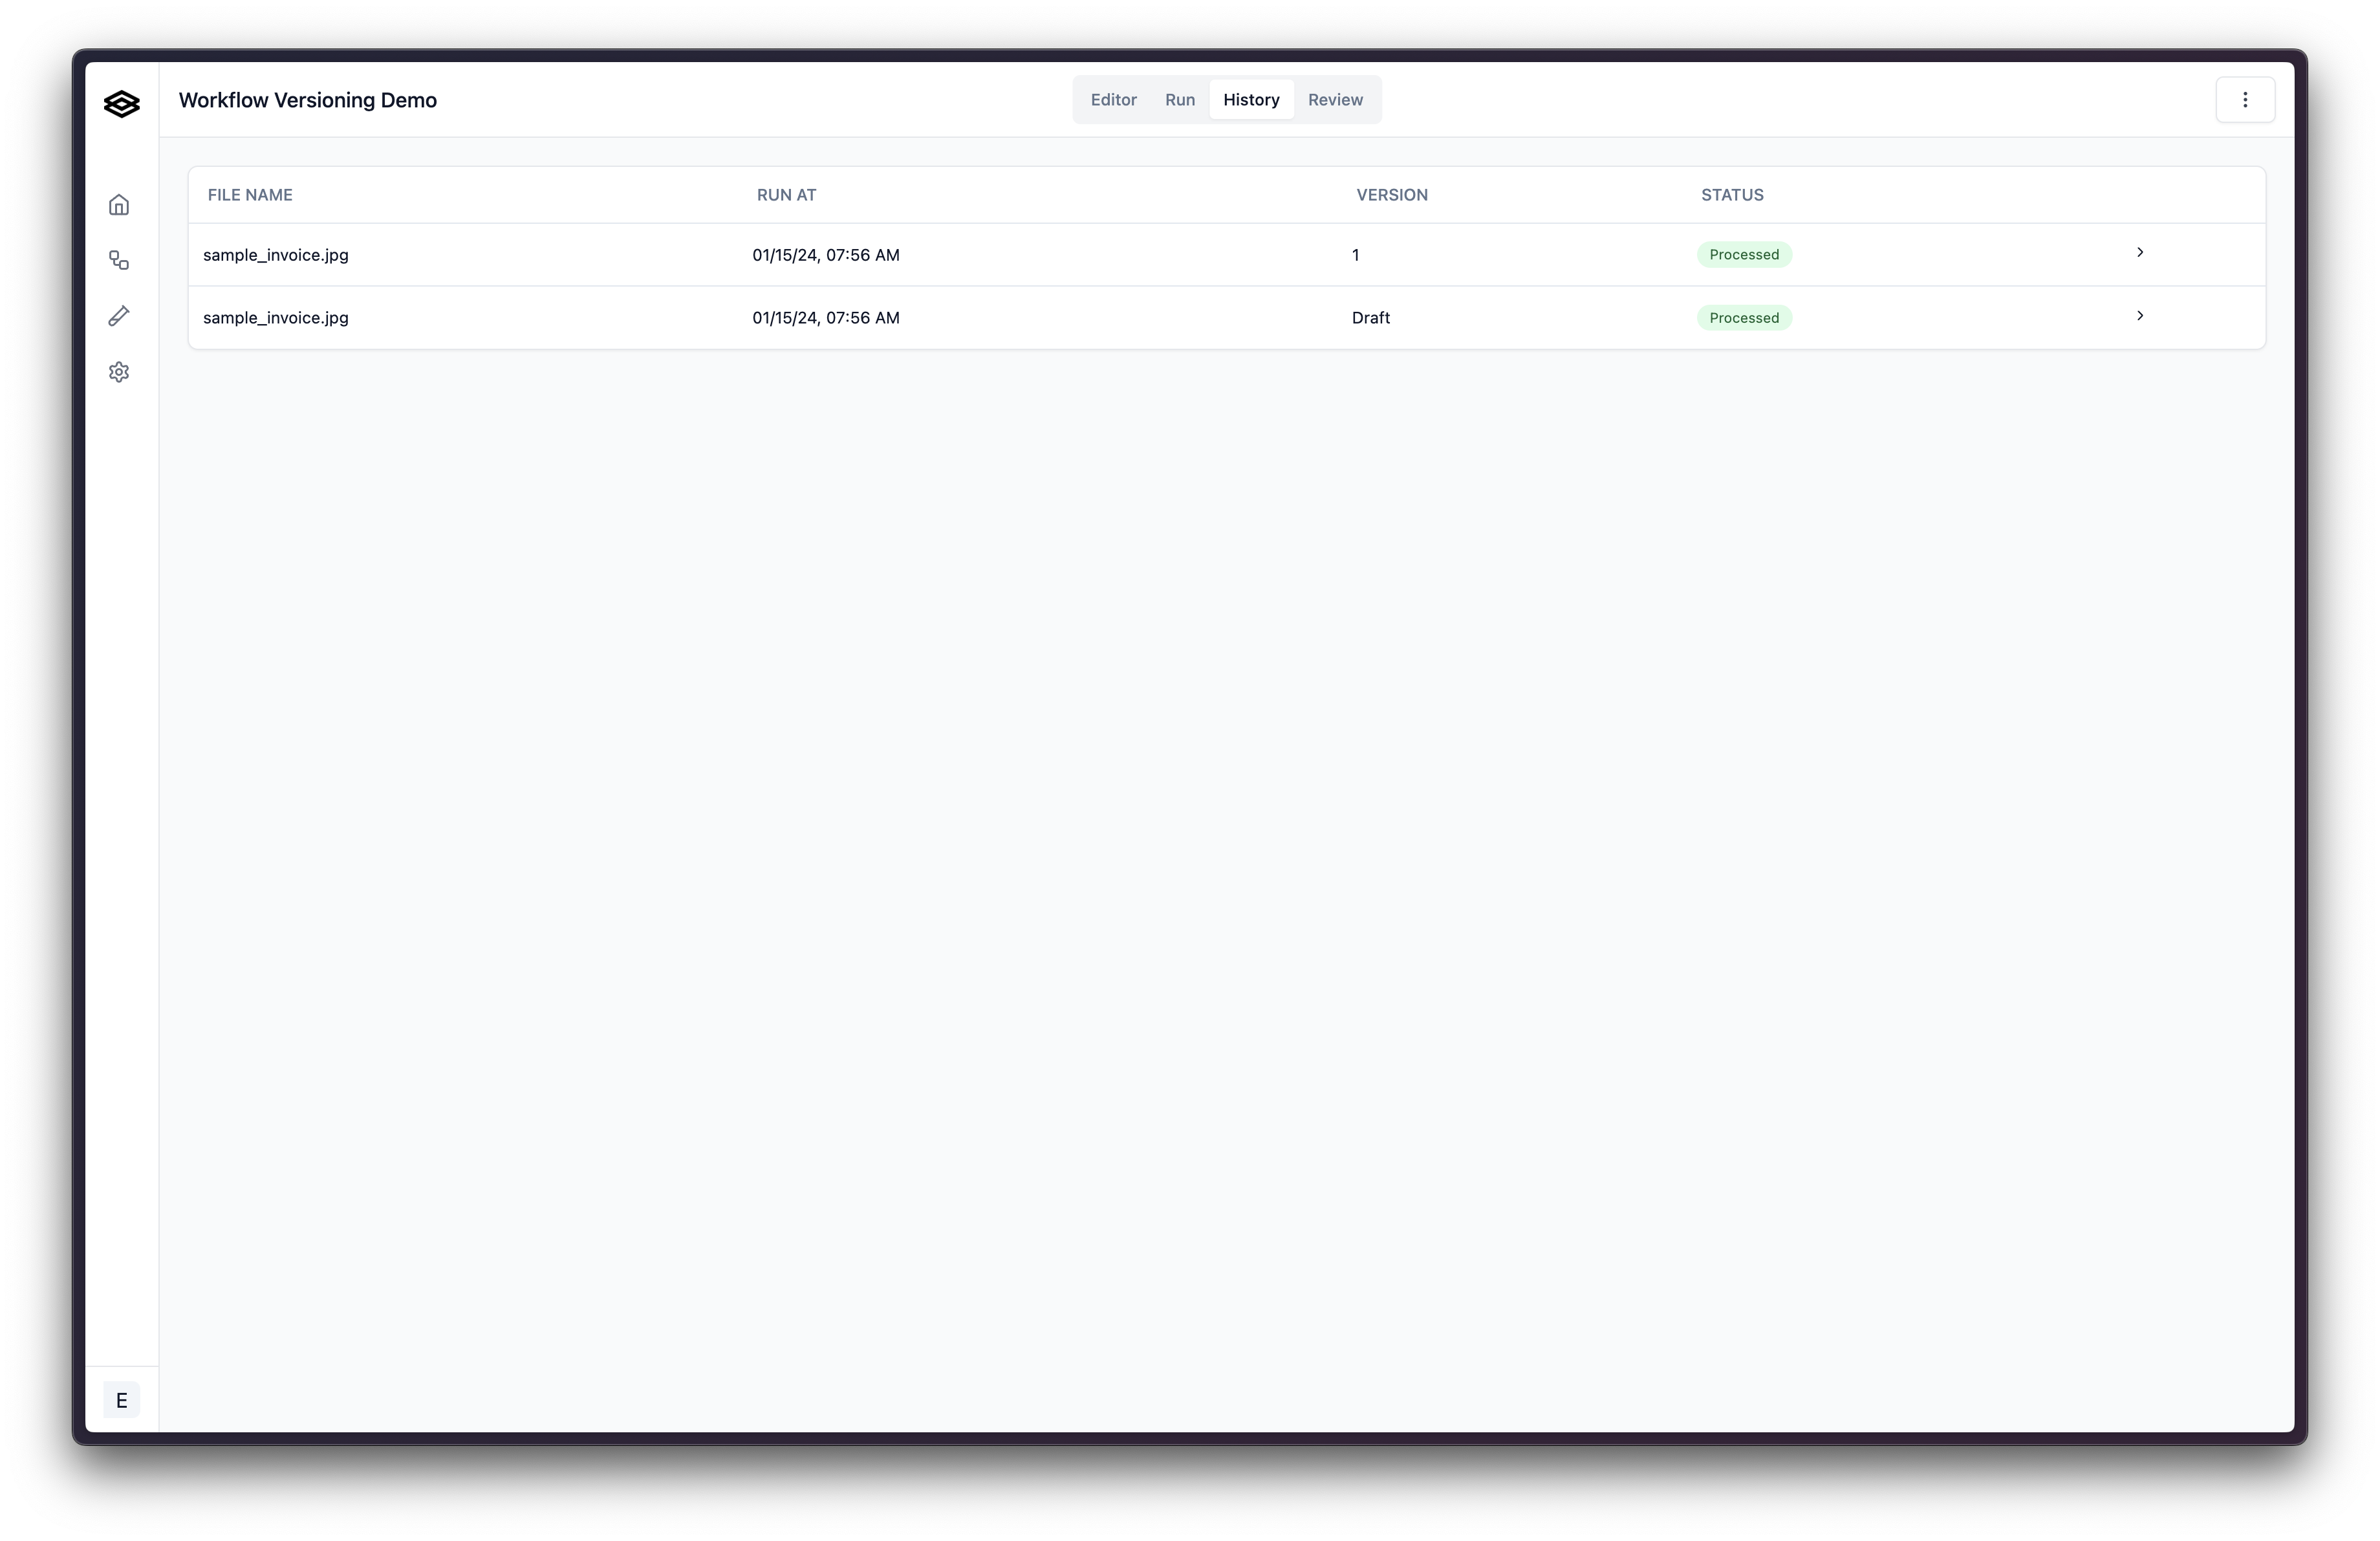 Workflow Versioning Demo
Editor Run History Review
FILE NAME RUN AT VERSION STATUS
sample_invoice.jpg 01/15/24, 07:56 AM 1 Processed
sample_invoice.jpg 01/15/24, 07:56 AM Draft Processed
E